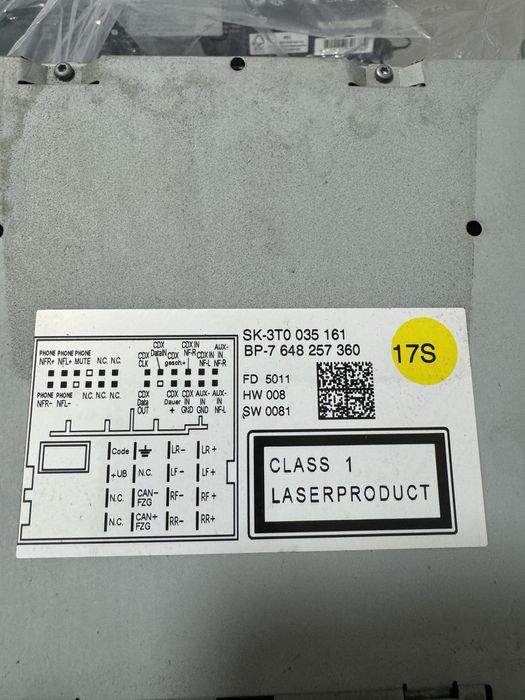 SK-3T0 035 161
BP-7 648 257 360
17S
FD 5011
HW 008
SW 0081
CLASS 1
LASERPRODUCT
PHONE PHONE PHONE
NFR+ NFL+ MUTE N.C. N.C.
PHONE PHONE N.C. N.C. N.C.
NFR- NFL-
CDX CDX CDX CDX CDX IN AUX-
CLK DataIN gesch+ IN NF-L IN
NF-R NF-R
CDX CDX CDX AUX- AUX-
Data Dauer IN IN IN
OUT + GND GND NF-L
Code LR- LR+
+UB N.C. LF- LF+
N.C. CAN- FZG RF- RF+
N.C. CAN+ FZG RR- RR+